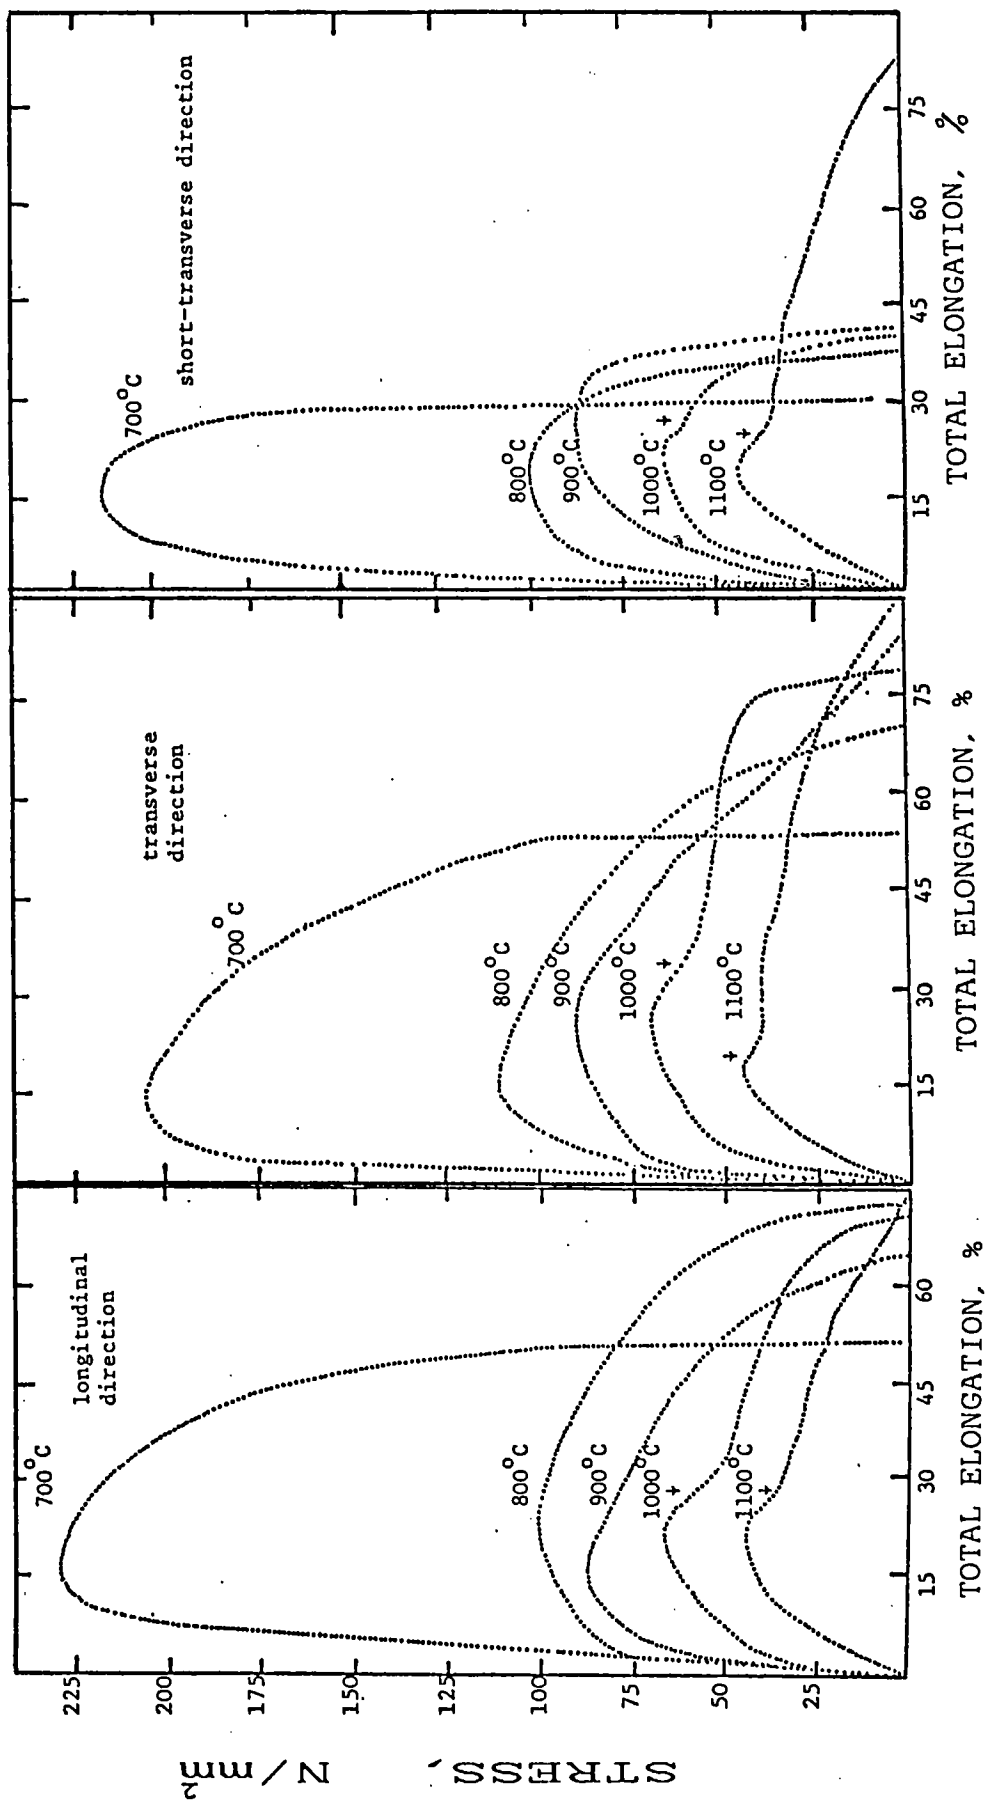 STRESS, N/mm²
225
200
175
150
125
100
75
50
25
longitudinal
direction
700°C
800°C
900°C
1000°C
1100°C
15
30
45
60
TOTAL ELONGATION, %
transverse
direction
700°C
800°C
900°C
1000°C
1100°C
15
30
45
60
75
TOTAL ELONGATION, %
short-transverse direction
700°C
800°C
900°C
1000°C
1100°C
15
30
45
60
75
TOTAL ELONGATION, %